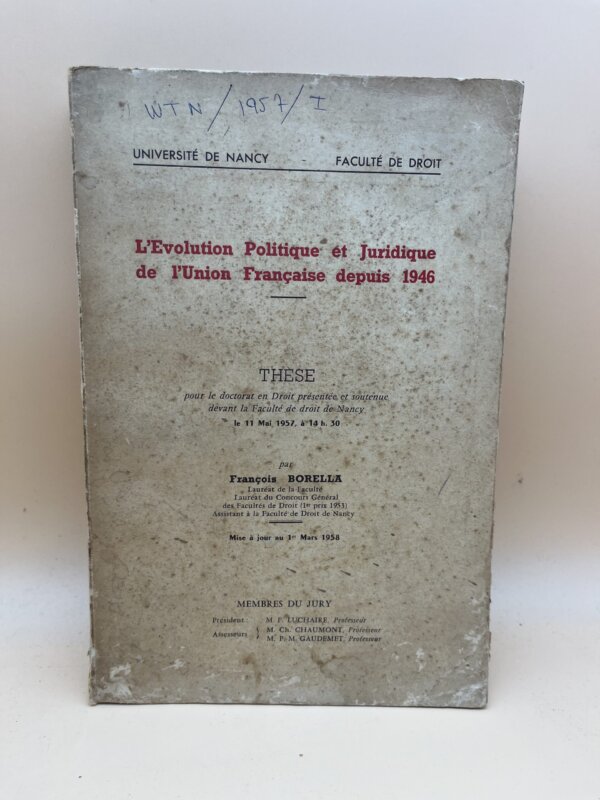 WTN/1957/I
UNIVERSITÉ DE NANCY - FACULTÉ DE DROIT
L'Evolution Politique et Juridique
de l'Union Française depuis 1946
THESE
pour le doctorat en Droit présentée et soutenue
devant la Faculté de droit de Nancy
le 11 Mai 1957, à 14 h. 30
par
François BORELLA
Lauréat de la Faculté
Lauréat du Concours Général
des Facultés de Droit (1er prix 1953)
Assistant à la Faculté de Droit de Nancy
Mise à jour au 1er Mars 1958
MEMBRES DU JURY
Président : M F. LUCHAIRE, Professeur
Assesseurs } M. Ch. CHAUMONT, Professeur
M. P.-M. GAUDEMET, Professeur